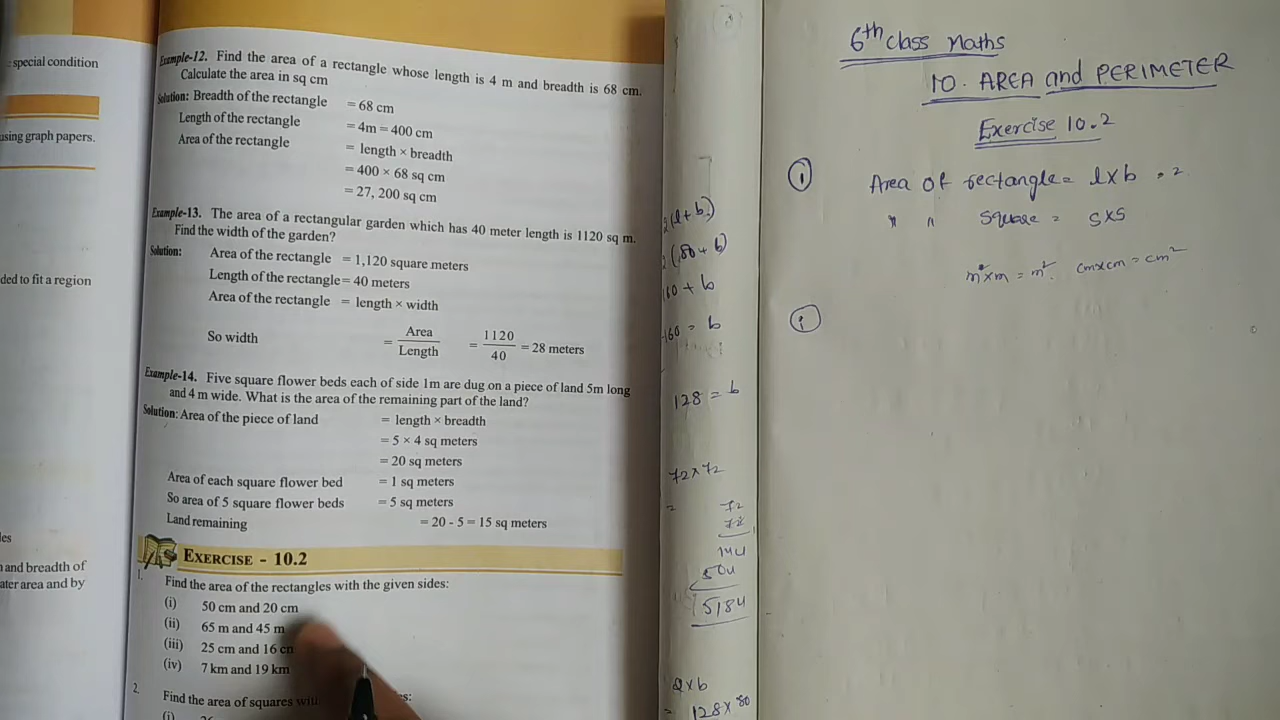 special condition
using graph papers.
ded to fit a region
les
and breadth of
ater area and by
Example-12. Find the area of a rectangle whose length is 4 m and breadth is 68 cm.
Calculate the area in sq cm
Solution: Breadth of the rectangle = 68 cm
Length of the rectangle = 4m = 400 cm
Area of the rectangle = length × breadth
= 400 × 68 sq cm
= 27, 200 sq cm
Example-13. The area of a rectangular garden which has 40 meter length is 1120 sq m.
Find the width of the garden?
Solution: Area of the rectangle = 1,120 square meters
Length of the rectangle = 40 meters
Area of the rectangle = length × width
So width = Area / Length = 1120 / 40 = 28 meters
Example-14. Five square flower beds each of side 1m are dug on a piece of land 5m long
and 4 m wide. What is the area of the remaining part of the land?
Solution: Area of the piece of land = length × breadth
= 5 × 4 sq meters
= 20 sq meters
Area of each square flower bed = 1 sq meters
So area of 5 square flower beds = 5 sq meters
Land remaining = 20 - 5 = 15 sq meters
EXERCISE - 10.2
1. Find the area of the rectangles with the given sides:
(i) 50 cm and 20 cm
(ii) 65 m and 45 m
(iii) 25 cm and 16 cm
(iv) 7 km and 19 km
2. Find the area of squares
2(l + b)
2(80 + b)
160 + b
-160 = b
128 = b
72 × 72
=
72
72
144
504
5184
l × b
= 128 × 80
6th class Maths
10. AREA and PERIMETER
Exercise 10.2
① Area of rectangle = l × b
" " square = s × s
m × m = m². cm × cm = cm²
(i)